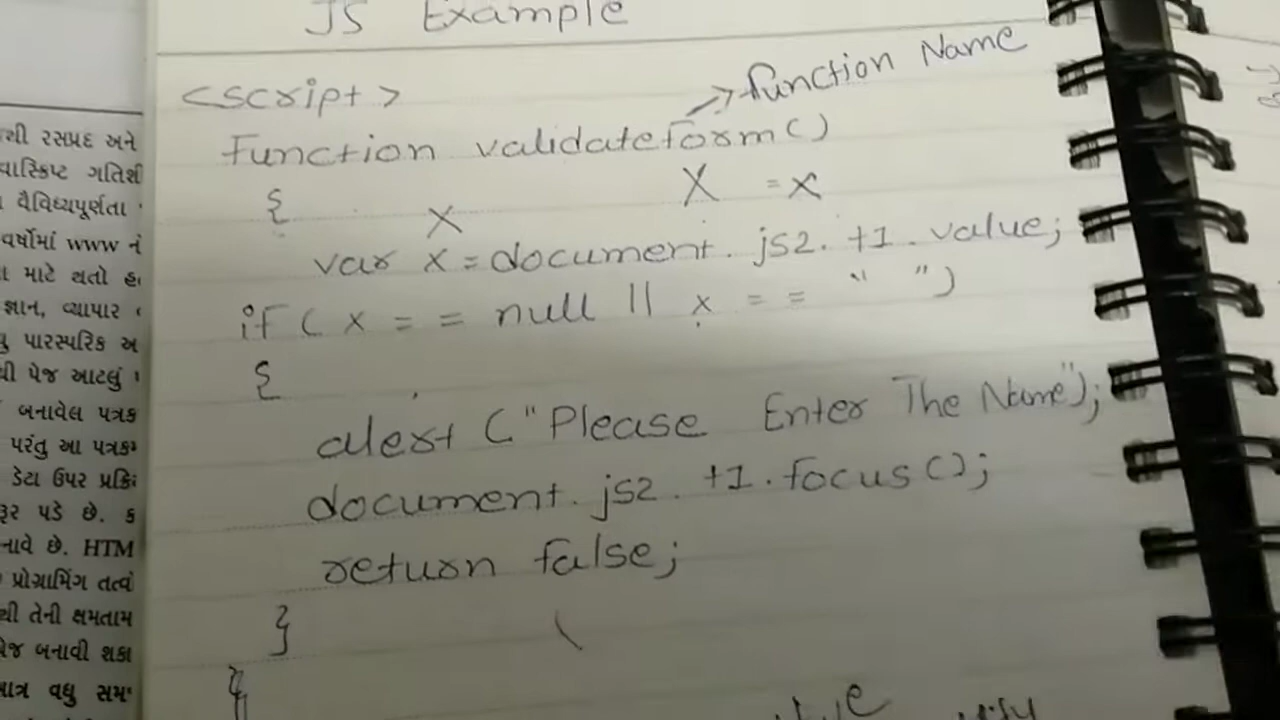 JS Example
<script>
function Name
Function validateform()
{
X X = x
var x = document. js2. t1. value;
if ( x = = null || x = = " " )
{
alert ("Please Enter The Name");
document. js2. t1. focus();
return false;
}
}
રસપ્રદ અને
ગતિશી
વૈવિધ્યપૂર્ણતા
વર્ષોમાં www નં
માટે થતો હ
જ્ઞાન, વ્યાપાર
પારસ્પરિક અ
પેજ આટલું
બનાવેલ પત્રક
પરંતુ આ પત્રક
ડેટા ઉપર પ્રક્રિ
પડે છે. ક
નાવે છે. HTM
પ્રોગ્રામિંગ તત્વો
થી તેની ક્ષમતામ
બનાવી શકા
માત્ર વધુ સમ